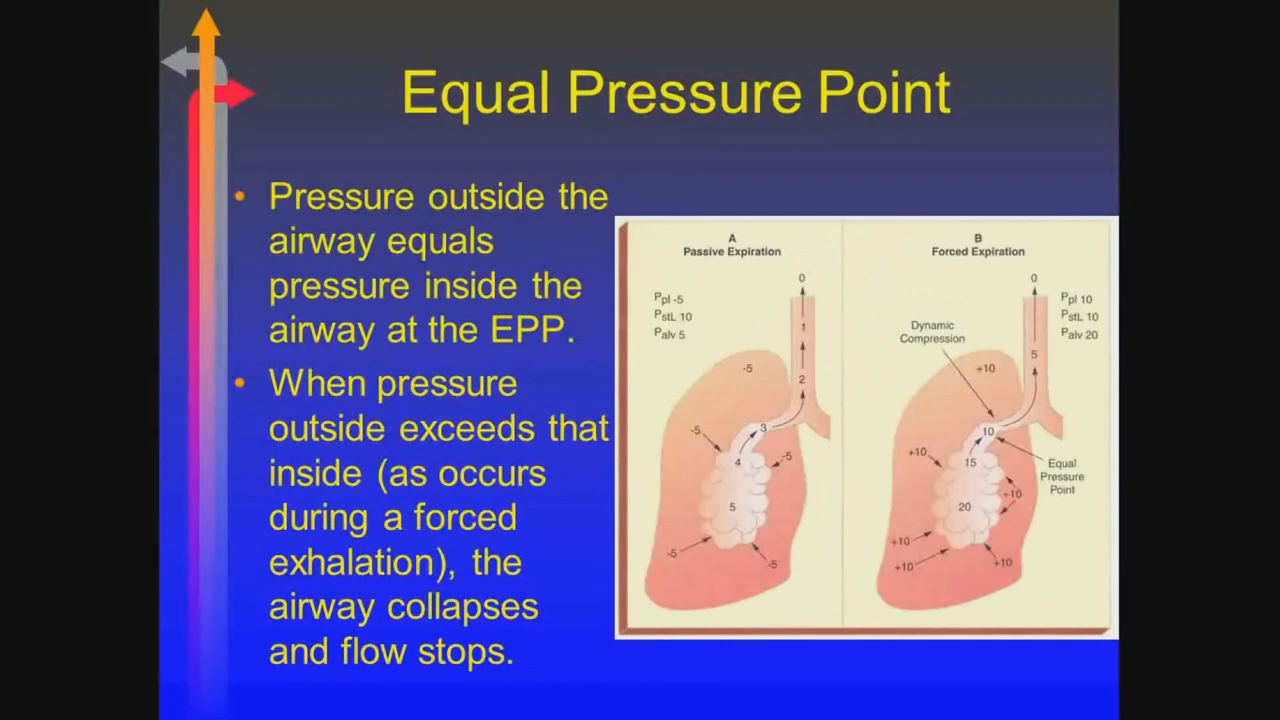 Equal Pressure Point
• Pressure outside the
airway equals
pressure inside the
airway at the EPP.
• When pressure
outside exceeds that
inside (as occurs
during a forced
exhalation), the
airway collapses
and flow stops.
A
Passive Expiration
0
Ppl -5
PstL 10
Palv 5
1
2
-5
3
-5
4
-5
5
-5
-5
B
Forced Expiration
0
Ppl 10
PstL 10
Palv 20
Dynamic
Compression
5
+10
10
+10
15
Equal
Pressure
Point
+10
20
+10
+10
+10